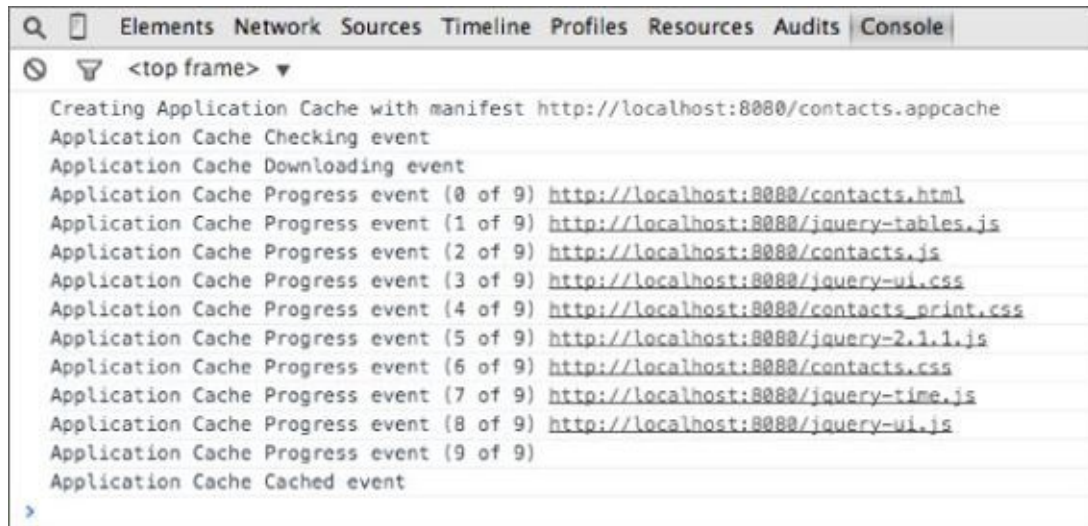 Elements Network Sources Timeline Profiles Resources Audits Console
<top frame> ▼
Creating Application Cache with manifest http://localhost:8080/contacts.appcache
Application Cache Checking event
Application Cache Downloading event
Application Cache Progress event (0 of 9) http://localhost:8080/contacts.html
Application Cache Progress event (1 of 9) http://localhost:8080/jquery-tables.js
Application Cache Progress event (2 of 9) http://localhost:8080/contacts.js
Application Cache Progress event (3 of 9) http://localhost:8080/jquery-ui.css
Application Cache Progress event (4 of 9) http://localhost:8080/contacts_print.css
Application Cache Progress event (5 of 9) http://localhost:8080/jquery-2.1.1.js
Application Cache Progress event (6 of 9) http://localhost:8080/contacts.css
Application Cache Progress event (7 of 9) http://localhost:8080/jquery-time.js
Application Cache Progress event (8 of 9) http://localhost:8080/jquery-ui.js
Application Cache Progress event (9 of 9)
Application Cache Cached event
>